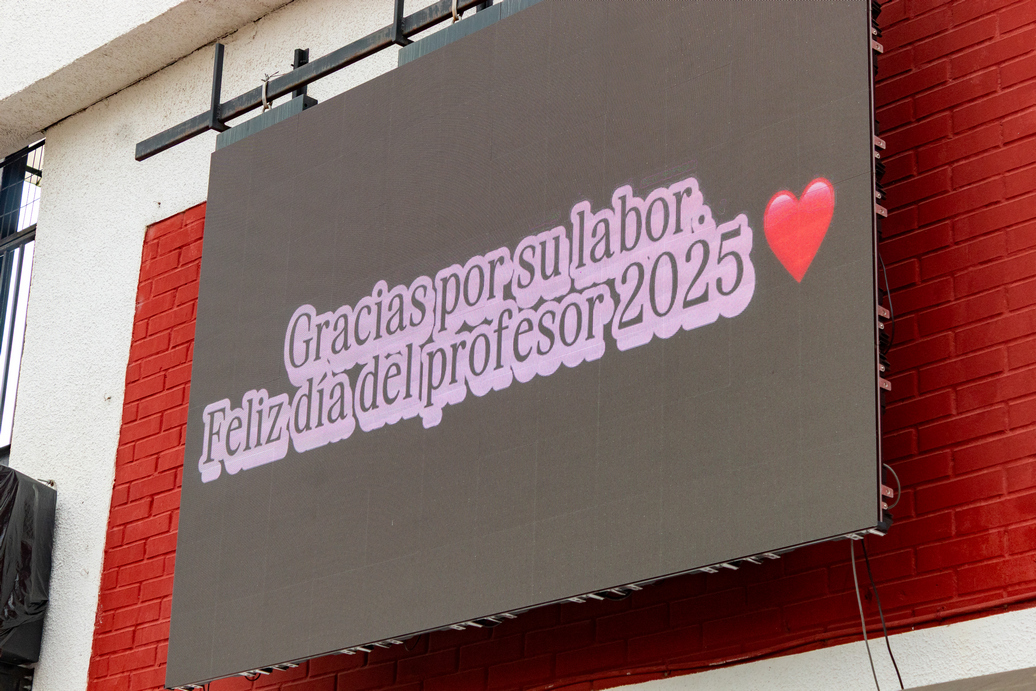 Gracias por su labor.
Feliz día del profesor 2025